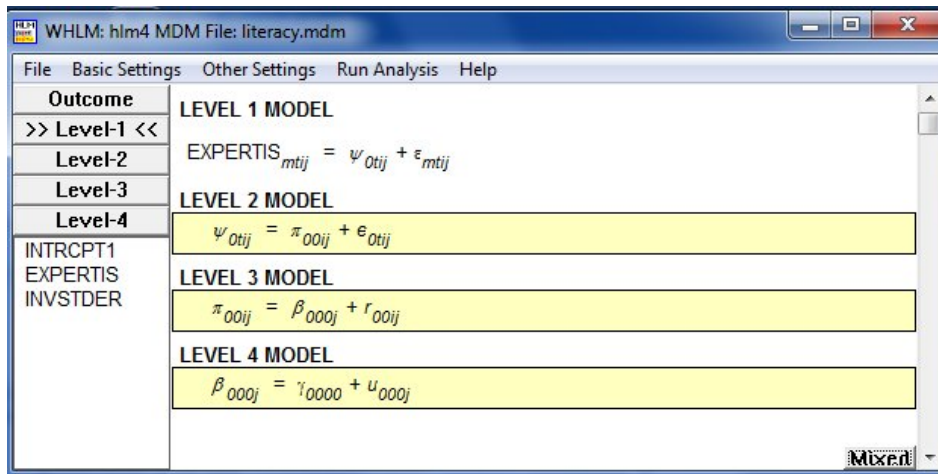 WHLM: hlm4 MDM File: literacy.mdm
File Basic Settings Other Settings Run Analysis Help
Outcome
>> Level-1 <<
Level-2
Level-3
Level-4
INTRCPT1
EXPERTIS
INVSTDER
LEVEL 1 MODEL
EXPERTIS_mtij = ψ_0tij + ε_mtij
LEVEL 2 MODEL
ψ_0tij = π_00ij + e_0tij
LEVEL 3 MODEL
π_00ij = β_000j + r_00ij
LEVEL 4 MODEL
β_000j = γ_0000 + u_000j
Mixed